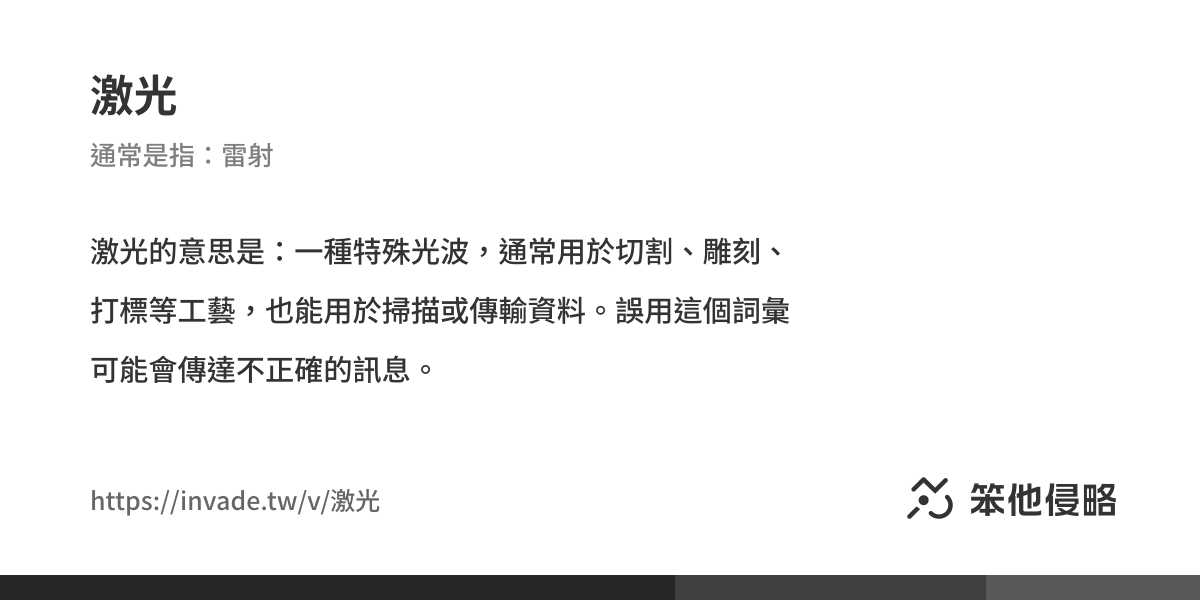 激光
通常是指：雷射
激光的意思是：一種特殊光波，通常用於切割、雕刻、
打標等工藝，也能用於掃描或傳輸資料。誤用這個詞彙
可能會傳達不正確的訊息。
https://invade.tw/v/激光
笨他侵略